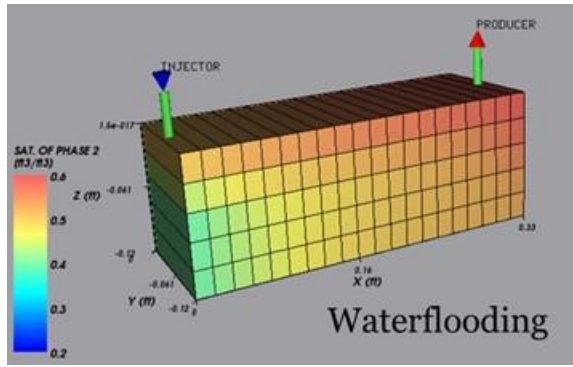 PRODUCER
INJECTOR
1.5e-017
SAT. OF PHASE 2
(ft3/ft3)
0.6
0.5
0.4
0.3
0.2
Z (ft)
-0.061
-0.12
0
-0.061
Y (ft)
-0.12
0
0.16
X (ft)
0.33
Waterflooding